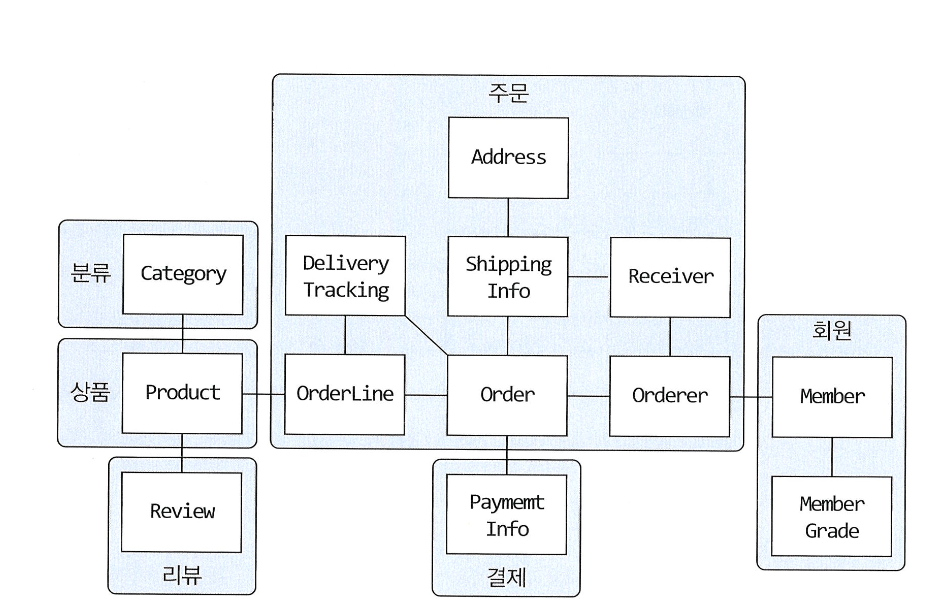 주문
Address
분류
Category
Delivery
Tracking
Shipping
Info
Receiver
회원
상품
Product
OrderLine
Order
Orderer
Member
Review
리뷰
Paymemt
Info
결제
Member
Grade